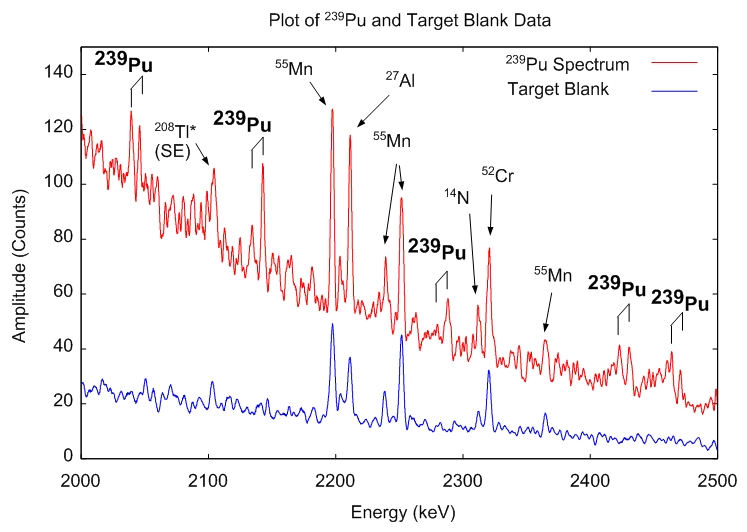 Plot of ²³⁹Pu and Target Blank Data
²³⁹Pu Spectrum
Target Blank
239Pu
²⁰⁸Tl*
(SE)
239Pu
⁵⁵Mn
²⁷Al
⁵⁵Mn
239Pu
¹⁴N
⁵²Cr
⁵⁵Mn
239Pu
239Pu
Amplitude (Counts)
140
120
100
80
60
40
20
0
2000 2100 2200 2300 2400 2500
Energy (keV)